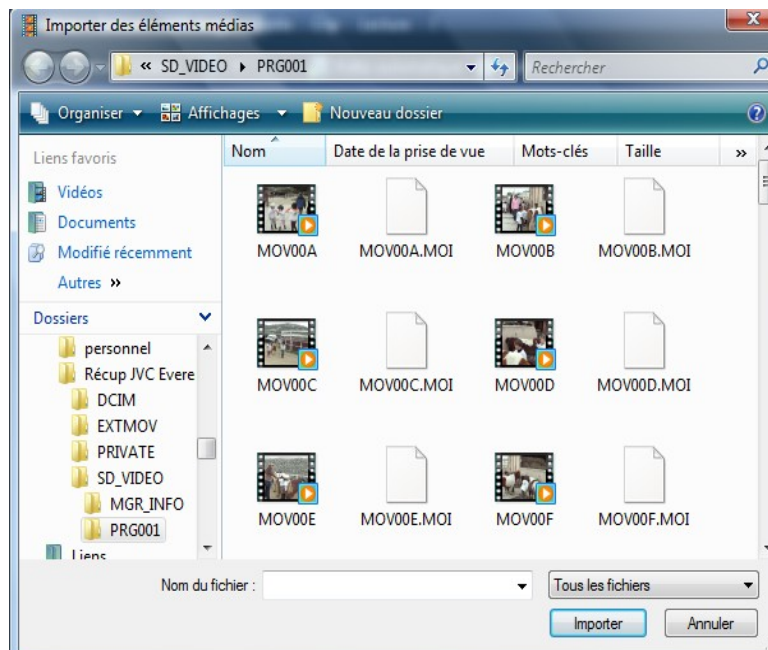 Importer des éléments médias
« SD_VIDEO PRG001
Rechercher
Organiser Affichages Nouveau dossier
Liens favoris
Vidéos
Documents
Modifié récemment
Autres »
Dossiers
personnel
Récup JVC Evere
DCIM
EXTMOV
PRIVATE
SD_VIDEO
MGR_INFO
PRG001
Liens
Nom Date de la prise de vue Mots-clés Taille »
MOV00A MOV00A.MOI MOV00B MOV00B.MOI
MOV00C MOV00C.MOI MOV00D MOV00D.MOI
MOV00E MOV00E.MOI MOV00F MOV00F.MOI
Nom du fichier : Tous les fichiers
Importer Annuler